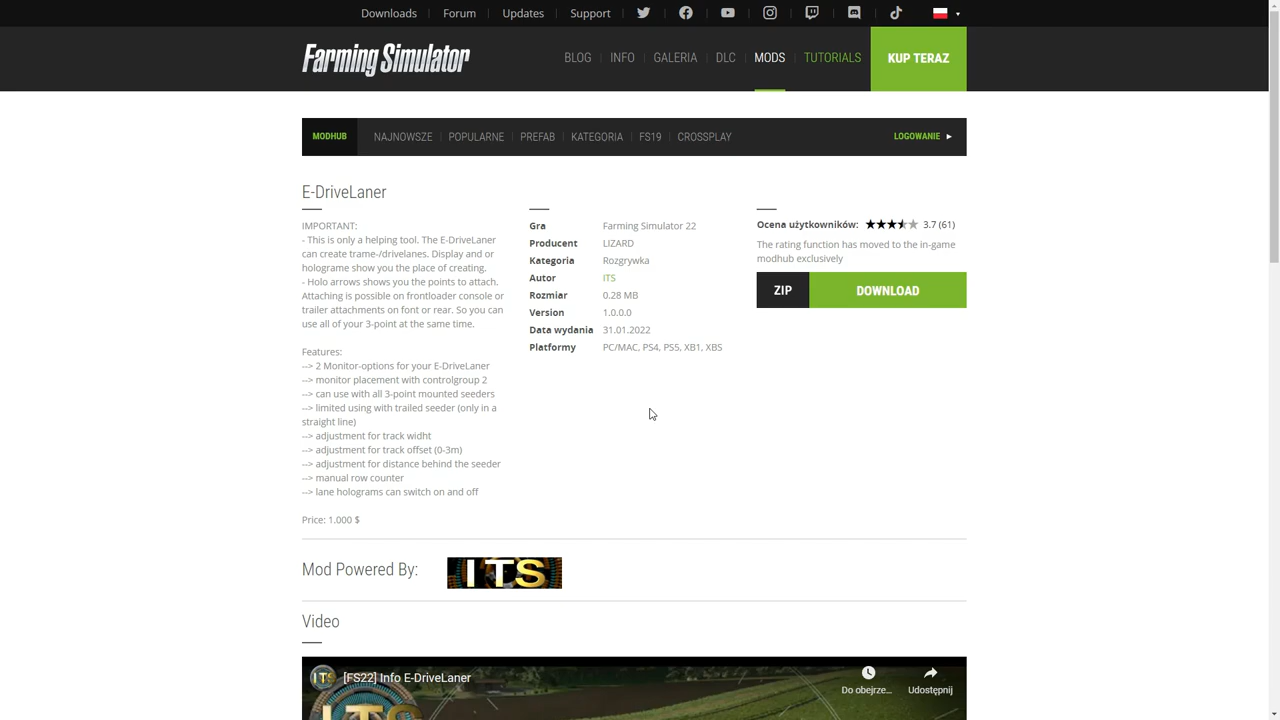 Downloads Forum Updates Support
Farming Simulator
BLOG INFO GALERIA DLC MODS TUTORIALS KUP TERAZ
MODHUB NAJNOWSZE POPULARNE PREFAB KATEGORIA FS19 CROSSPLAY LOGOWANIE
E-DriveLaner
IMPORTANT:
- This is only a helping tool. The E-DriveLaner
can create trame-/drivelanes. Display and or
holograme show you the place of creating.
- Holo arrows shows you the points to attach.
Attaching is possible on frontloader console or
trailer attachments on font or rear. So you can
use all of your 3-point at the same time.
Features:
--> 2 Monitor-options for your E-DriveLaner
--> monitor placement with controlgroup 2
--> can use with all 3-point mounted seeders
--> limited using with trailed seeder (only in a
straight line)
--> adjustment for track widht
--> adjustment for track offset (0-3m)
--> adjustment for distance behind the seeder
--> manual row counter
--> lane holograms can switch on and off
Price: 1.000 $
Gra Farming Simulator 22
Producent LIZARD
Kategoria Rozgrywka
Autor ITS
Rozmiar 0.28 MB
Version 1.0.0.0
Data wydania 31.01.2022
Platformy PC/MAC, PS4, PS5, XB1, XBS
Ocena użytkowników: 3.7 (61)
The rating function has moved to the in-game
modhub exclusively
ZIP DOWNLOAD
Mod Powered By: ITS
Video
ITS [FS22] Info E-DriveLaner
Do obejrze... Udostępnij
ITS